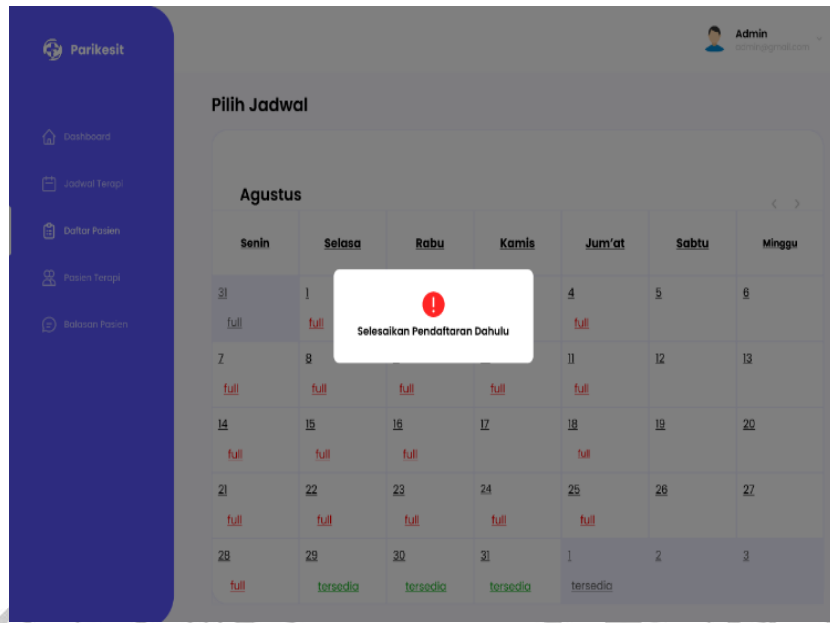 Parikesit
Admin
admin@gmail.com
Pilih Jadwal
Dashboard
Jadwal Terapi
Daftar Pasien
Pasien Terapi
Balasan Pasien
Agustus
< >
Senin Selasa Rabu Kamis Jum'at Sabtu Minggu
31 1 4 5 6
full full full
Selesaikan Pendaftaran Dahulu
7 8 11 12 13
full full full full full
14 15 16 17 18 19 20
full full full full
21 22 23 24 25 26 27
full full full full full
28 29 30 31 1 2 3
full tersedia tersedia tersedia tersedia